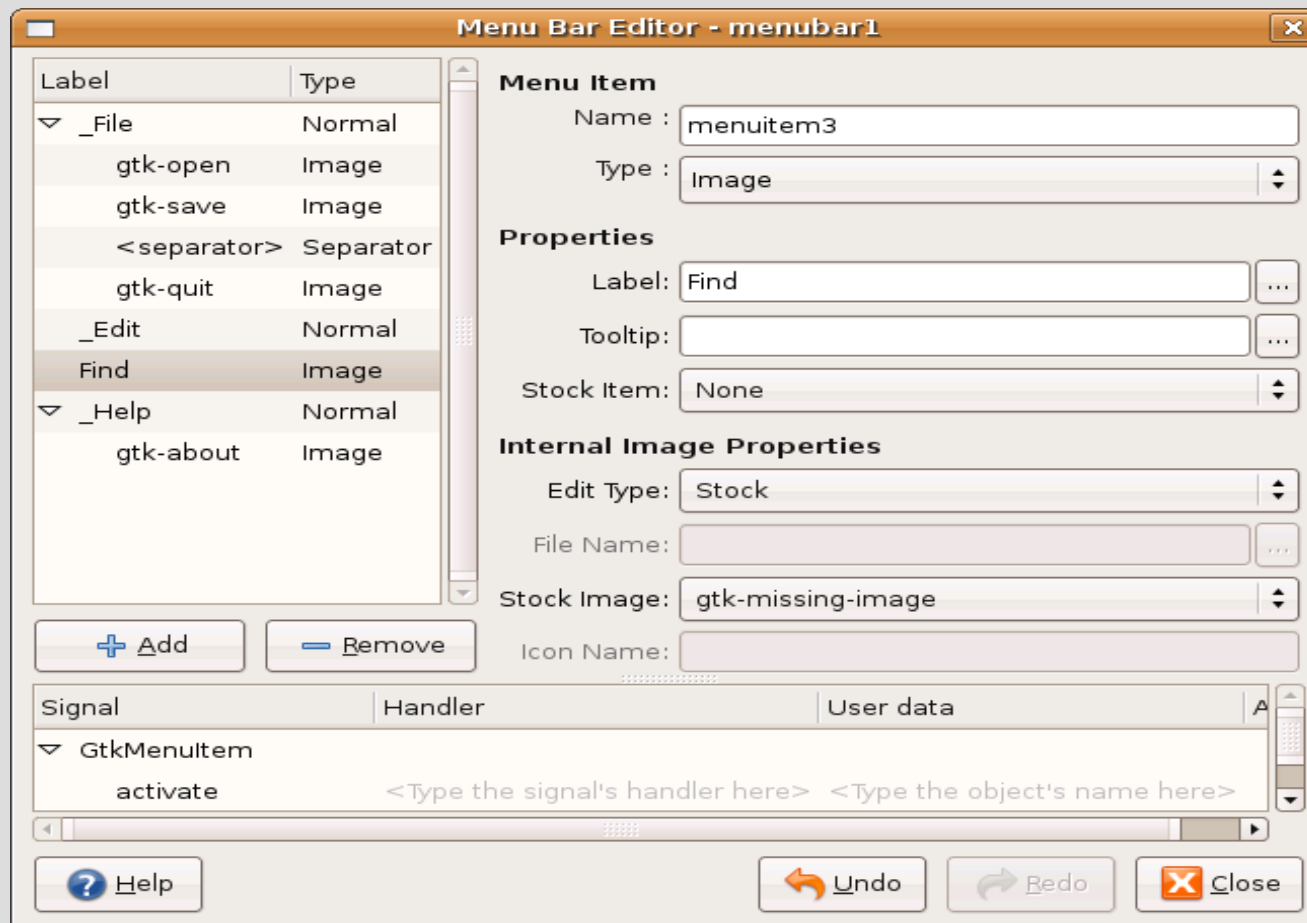 Menu Bar Editor - menubar1
Label Type
_File Normal
gtk-open Image
gtk-save Image
<separator> Separator
gtk-quit Image
_Edit Normal
Find Image
_Help Normal
gtk-about Image
Add Remove
Menu Item
Name : menuitem3
Type : Image
Properties
Label: Find ...
Tooltip: ...
Stock Item: None
Internal Image Properties
Edit Type: Stock
File Name: ...
Stock Image: gtk-missing-image
Icon Name:
Signal Handler User data A
GtkMenuItem
activate <Type the signal's handler here> <Type the object's name here>
Help Undo Redo Close